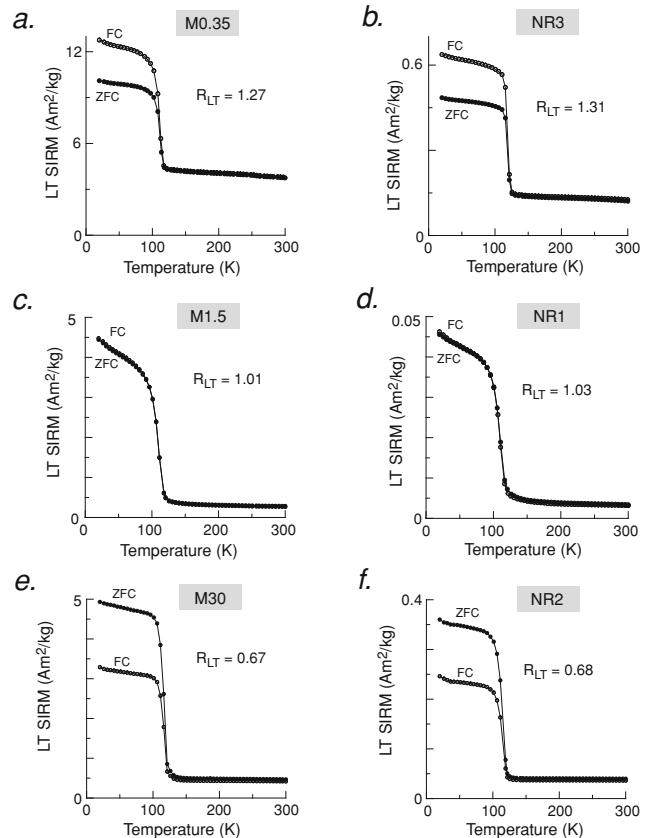 a.
M0.35
FC
ZFC
R_LT = 1.27
LT SIRM (Am²/kg)
12
6
0
0 100 200 300
Temperature (K)
b.
NR3
FC
ZFC
R_LT = 1.31
LT SIRM (Am²/kg)
0.6
0
0 100 200 300
Temperature (K)
c.
M1.5
FC
ZFC
R_LT = 1.01
LT SIRM (Am²/kg)
5
0
0 100 200 300
Temperature (K)
d.
NR1
FC
ZFC
R_LT = 1.03
LT SIRM (Am²/kg)
0.05
0
0 100 200 300
Temperature (K)
e.
M30
ZFC
FC
R_LT = 0.67
LT SIRM (Am²/kg)
5
0
0 100 200 300
Temperature (K)
f.
NR2
ZFC
FC
R_LT = 0.68
LT SIRM (Am²/kg)
0.4
0
0 100 200 300
Temperature (K)